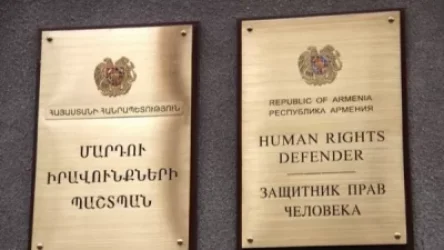 ՀԱՅԱՍՏԱՆԻ ՀԱՆՐԱՊԵՏՈՒԹՅՈՒՆ
ՄԱՐԴՈՒ
ԻՐԱՎՈՒՆՔՆԵՐԻ
ՊԱՇՏՊԱՆ
REPUBLIC OF ARMENIA
РЕСПУБЛИКА АРМЕНИЯ
HUMAN RIGHTS
DEFENDER
ЗАЩИТНИК ПРАВ
ЧЕЛОВЕКА